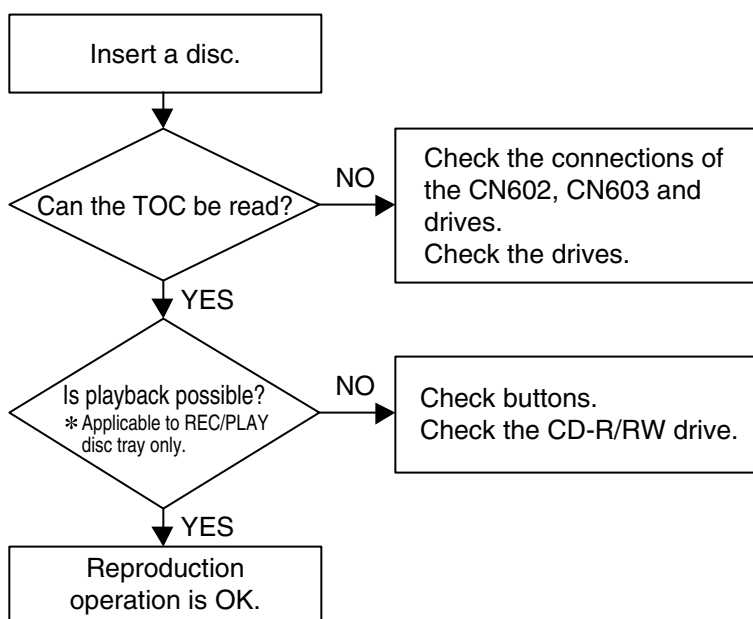 Insert a disc.
Can the TOC be read?
NO
Check the connections of
the CN602, CN603 and
drives.
Check the drives.
YES
Is playback possible?
* Applicable to REC/PLAY
disc tray only.
NO
Check buttons.
Check the CD-R/RW drive.
YES
Reproduction
operation is OK.